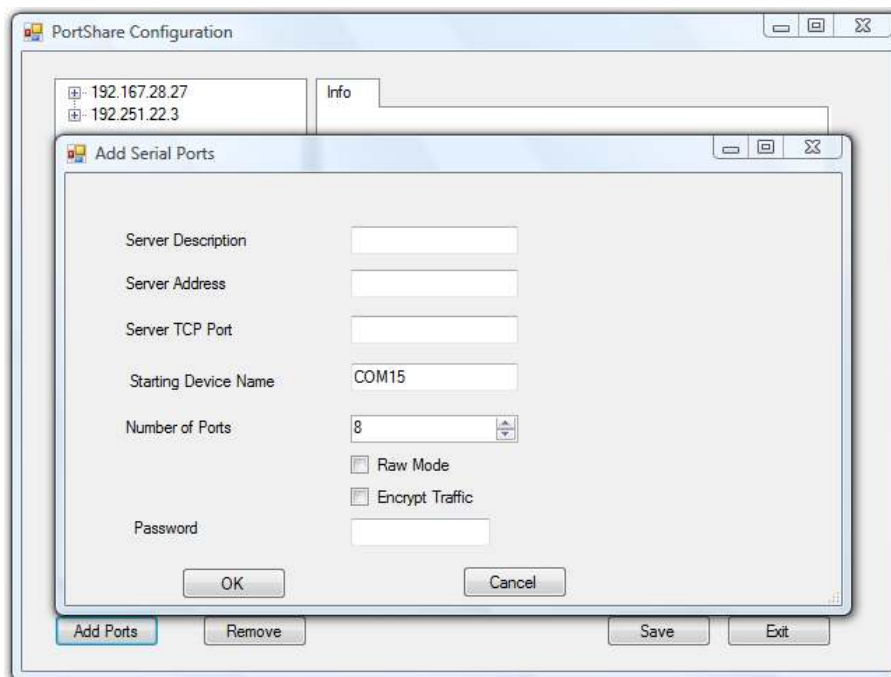 PortShare Configuration
192.167.28.27
192.251.22.3
Info
Add Serial Ports
Server Description
Server Address
Server TCP Port
Starting Device Name COM15
Number of Ports 8
Raw Mode
Encrypt Traffic
Password
OK Cancel
Add Ports Remove Save Exit